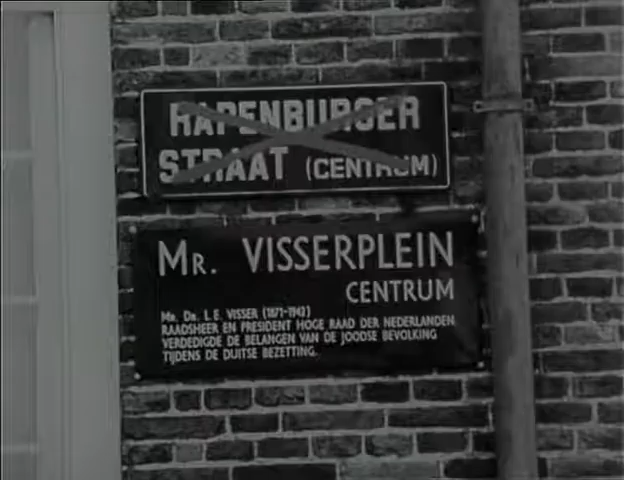 RAPENBURGER
STRAAT (CENTRUM)
MR. VISSERPLEIN
CENTRUM
MR. DR. L.E. VISSER (1871-1942)
RAADSHEER EN PRESIDENT HOGE RAAD DER NEDERLANDEN.
VERDEDIGDE DE BELANGEN VAN DE JOODSE BEVOLKING
TIJDENS DE DUITSE BEZETTING.